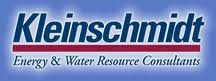 Kleinschmidt
Energy & Water Resource Consultants